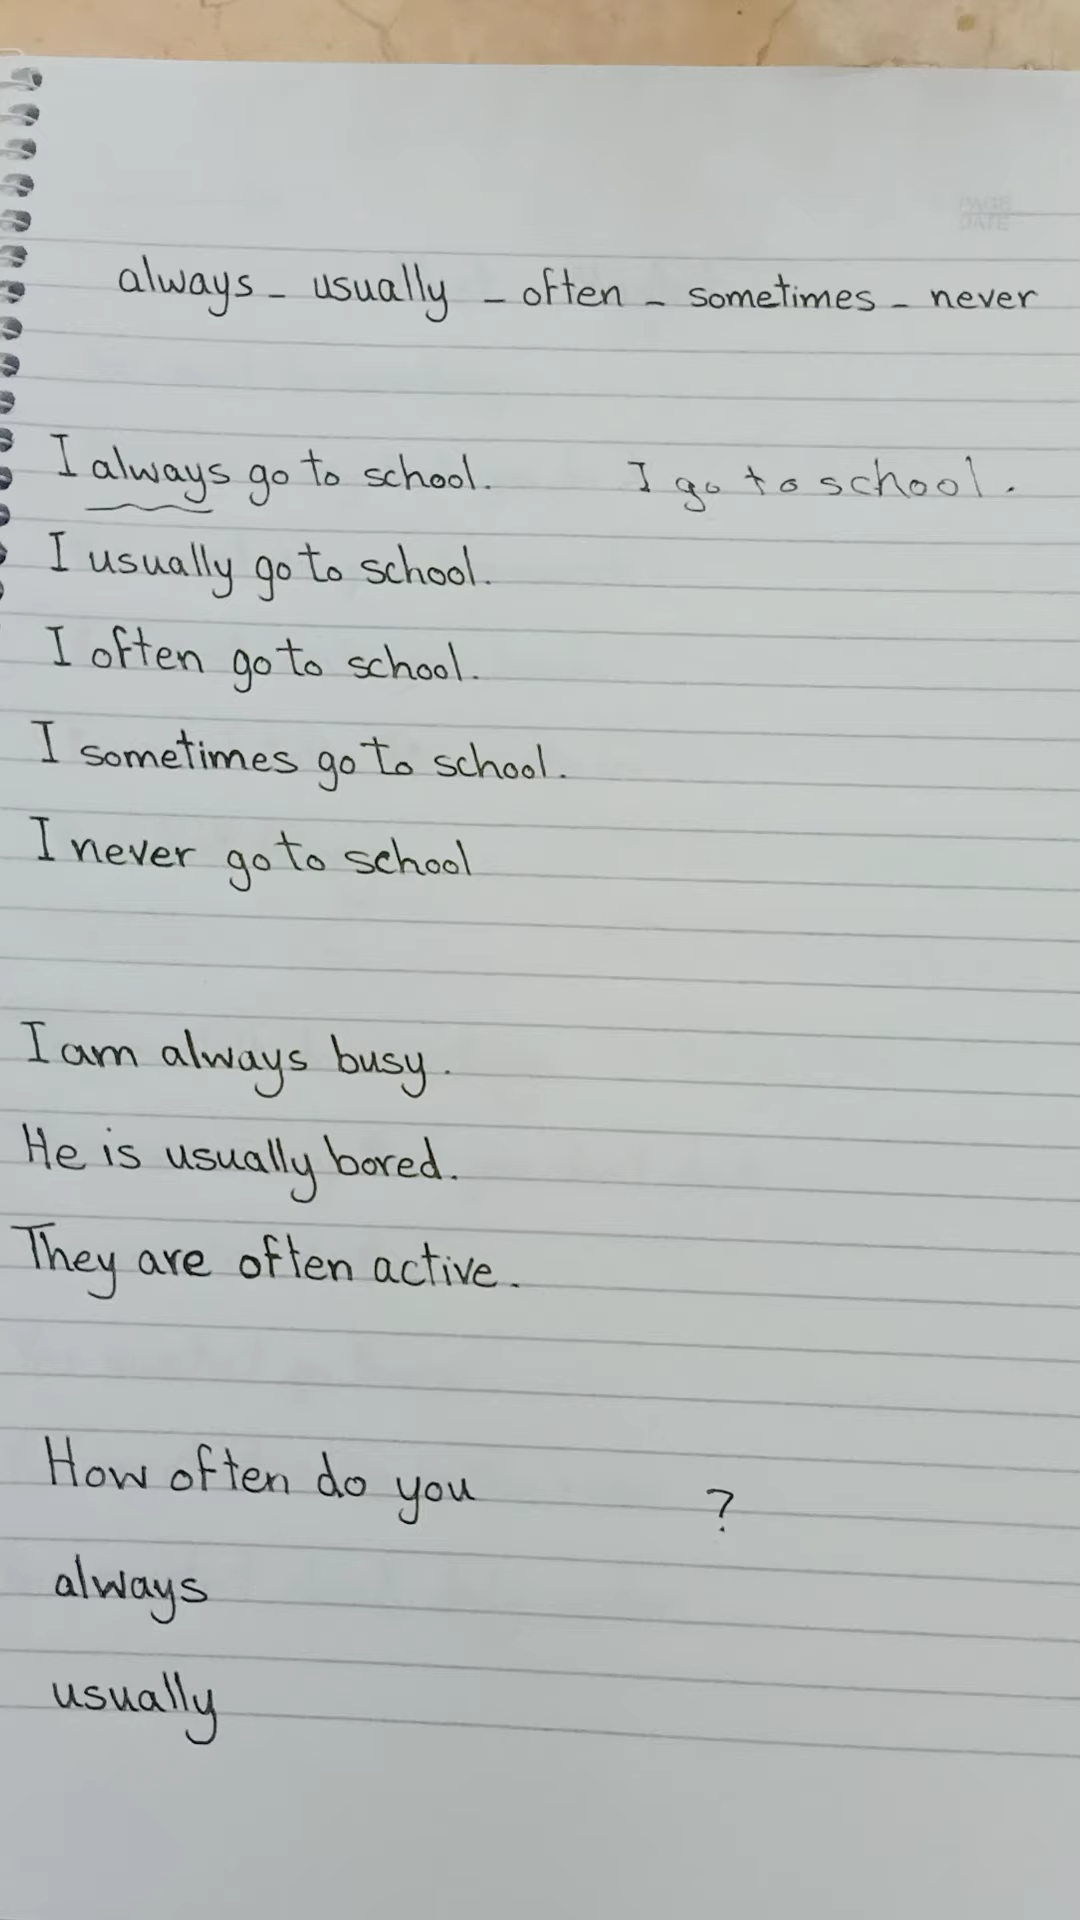 PAGE
DATE
always - usually - often - sometimes - never
I always go to school. I go to school.
I usually go to school.
I often go to school.
I sometimes go to school.
I never go to school
I am always busy.
He is usually bored.
They are often active.
How often do you ?
always
usually